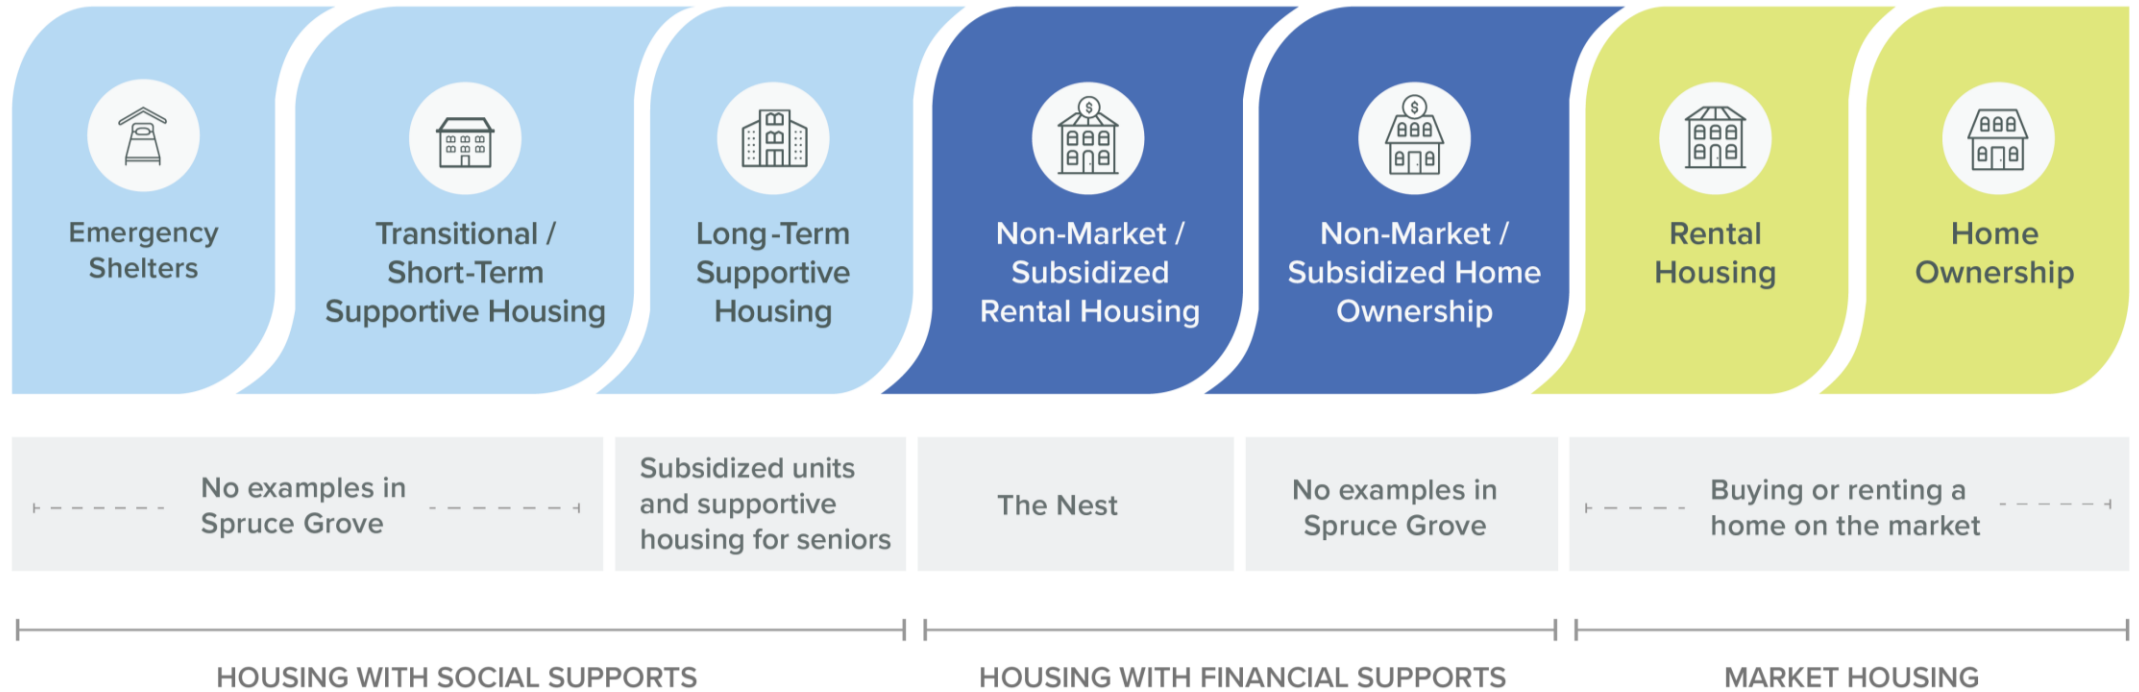 Emergency
Shelters
Transitional /
Short-Term
Supportive Housing
Long-Term
Supportive
Housing
Non-Market /
Subsidized
Rental Housing
Non-Market /
Subsidized Home
Ownership
Rental
Housing
Home
Ownership
No examples in
Spruce Grove
Subsidized units
and supportive
housing for seniors
The Nest
No examples in
Spruce Grove
Buying or renting a
home on the market
HOUSING WITH SOCIAL SUPPORTS
HOUSING WITH FINANCIAL SUPPORTS
MARKET HOUSING